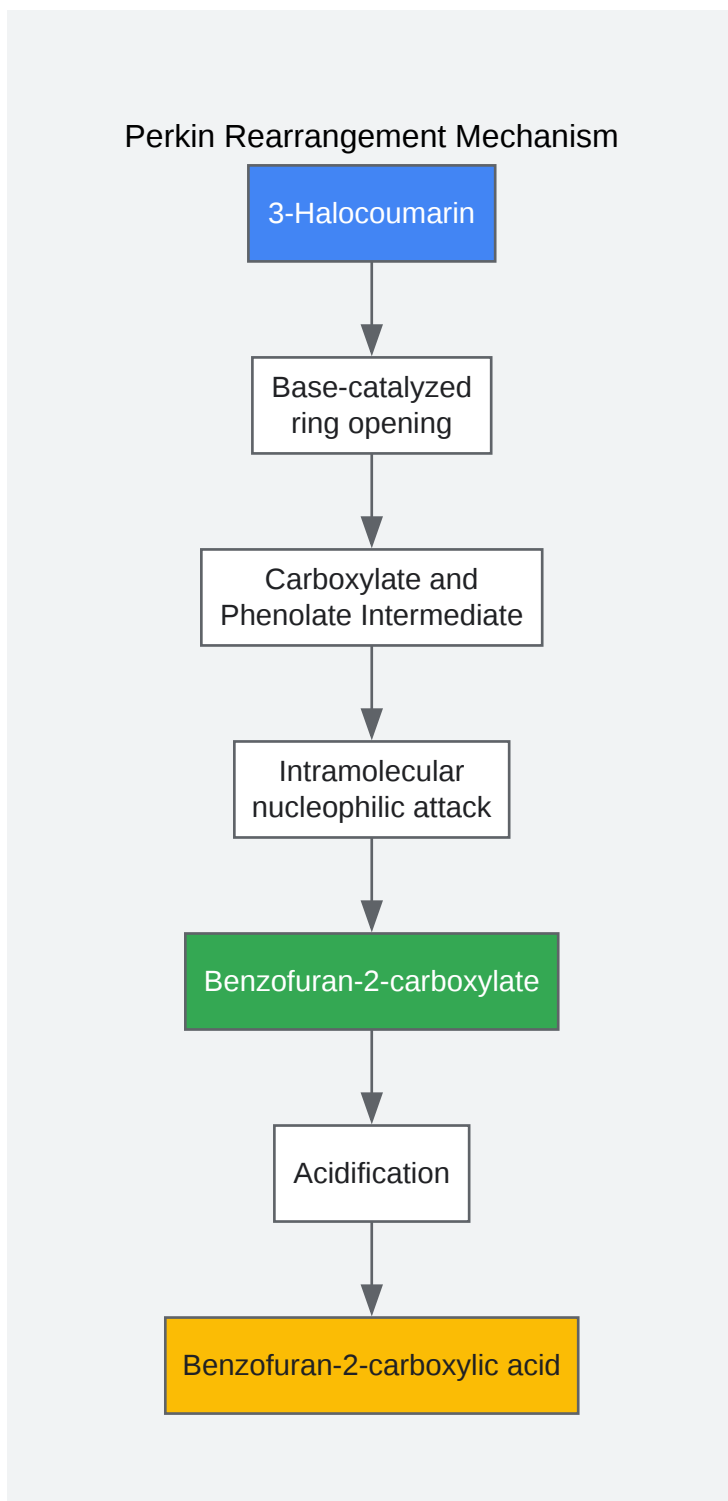 Perkin Rearrangement Mechanism
3-Halocoumarin
Base-catalyzed
ring opening
Carboxylate and
Phenolate Intermediate
Intramolecular
nucleophilic attack
Benzofuran-2-carboxylate
Acidification
Benzofuran-2-carboxylic acid